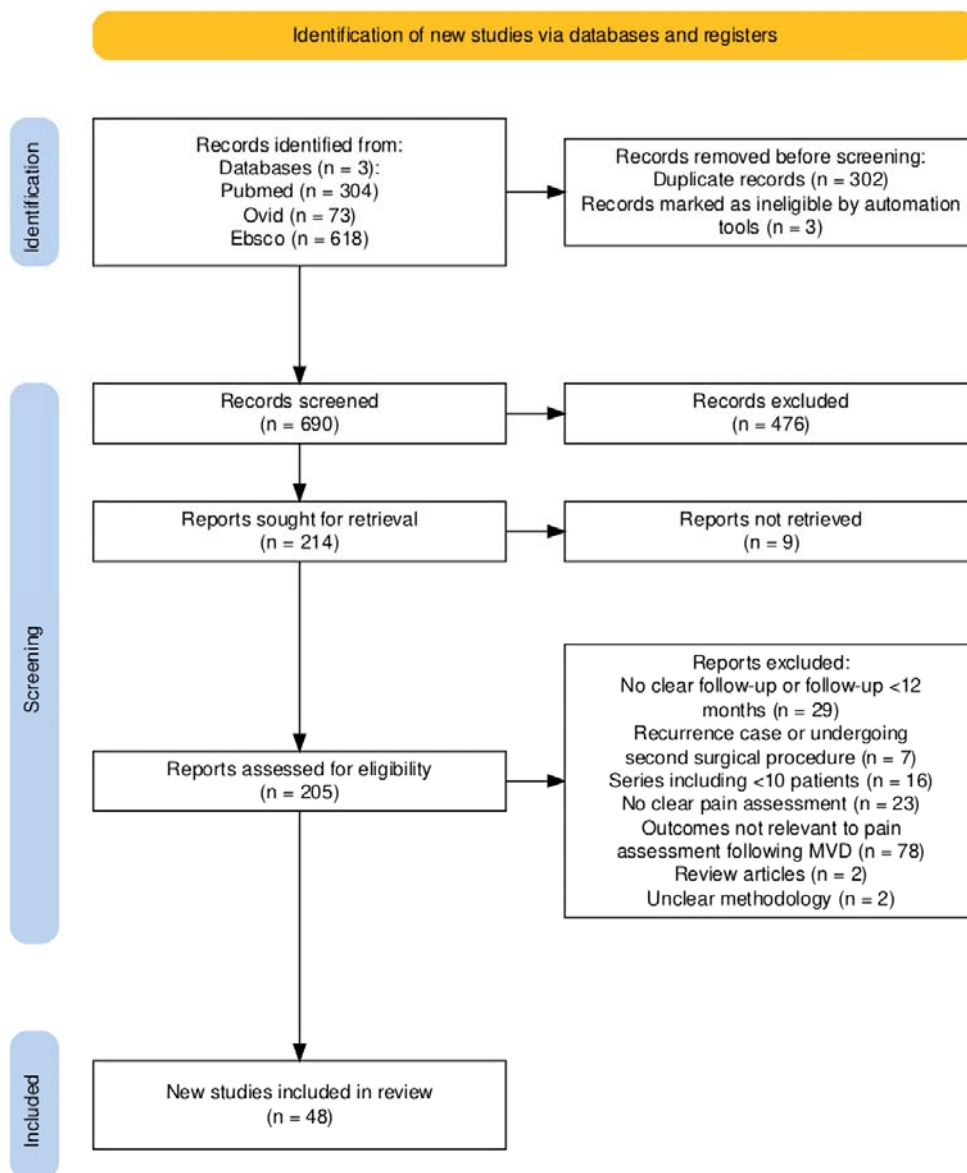 Identification of new studies via databases and registers
Identification
Records identified from:
Databases (n = 3):
Pubmed (n = 304)
Ovid (n = 73)
Ebsco (n = 618)
Records removed before screening:
Duplicate records (n = 302)
Records marked as ineligible by automation
tools (n = 3)
Screening
Records screened
(n = 690)
Records excluded
(n = 476)
Reports sought for retrieval
(n = 214)
Reports not retrieved
(n = 9)
Reports assessed for eligibility
(n = 205)
Reports excluded:
No clear follow-up or follow-up <12
months (n = 29)
Recurrence case or undergoing
second surgical procedure (n = 7)
Series including <10 patients (n = 16)
No clear pain assessment (n = 23)
Outcomes not relevant to pain
assessment following MVD (n = 78)
Review articles (n = 2)
Unclear methodology (n = 2)
Included
New studies included in review
(n = 48)